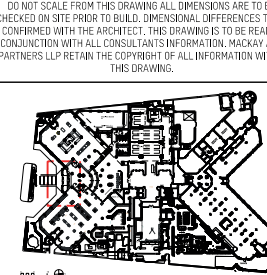 DO NOT SCALE FROM THIS DRAWING ALL DIMENSIONS ARE TO B
CHECKED ON SITE PRIOR TO BUILD. DIMENSIONAL DIFFERENCES T
CONFIRMED WITH THE ARCHITECT. THIS DRAWING IS TO BE REA
CONJUNCTION WITH ALL CONSULTANTS INFORMATION. MACKAY
PARTNERS LLP RETAIN THE COPYRIGHT OF ALL INFORMATION WI
THIS DRAWING.